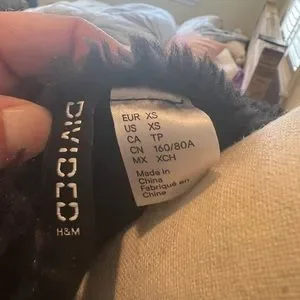 DIVIDED
H&M
EUR XS
US XS
CA TP
CN 160/80A
MX XCH
Made in
China
Fabriqué en
Chine